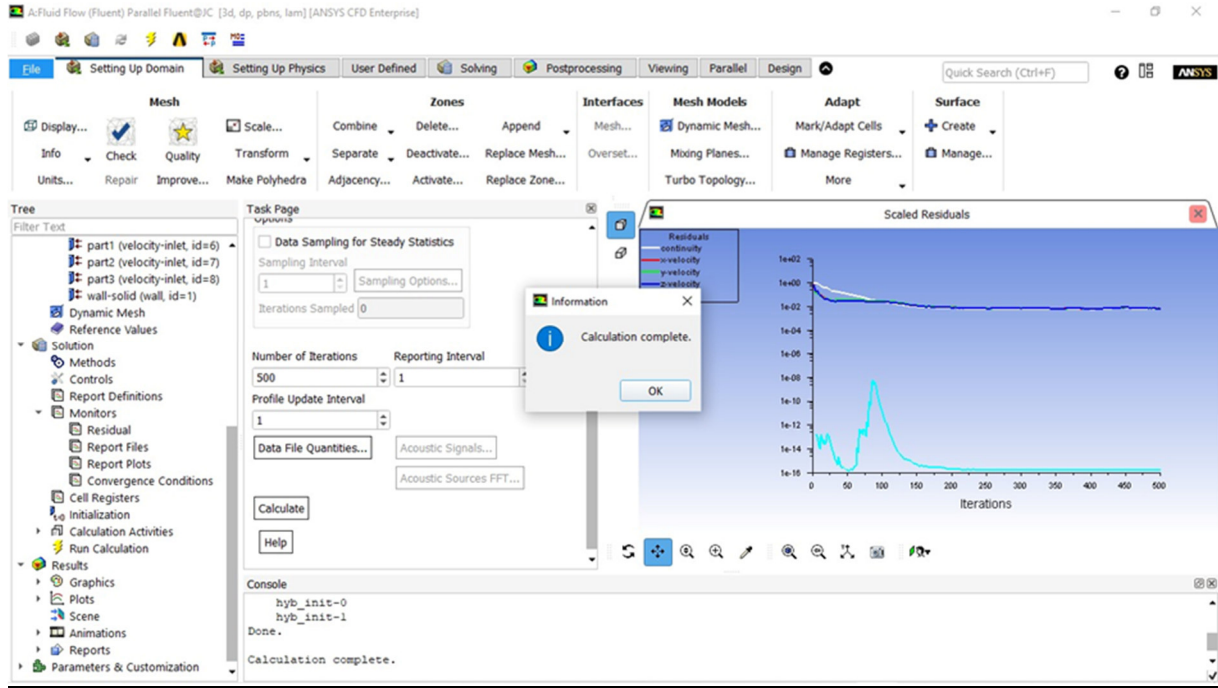 A:Fluid Flow (Fluent) Parallel Fluent@JC [3d, dp, pbns, lam] [ANSYS CFD Enterprise]
File Setting Up Domain Setting Up Physics User Defined Solving Postprocessing Viewing Parallel Design Quick Search (Ctrl+F) ANSYS
Mesh Zones Interfaces Mesh Models Adapt Surface
Display... Scale... Combine Delete... Append Mesh... Dynamic Mesh... Mark/Adapt Cells Create
Info Check Quality Transform Separate Deactivate... Replace Mesh... Overset... Mixing Planes... Manage Registers... Manage...
Units... Repair Improve... Make Polyhedra Adjacency... Activate... Replace Zone... Turbo Topology... More
Tree
Filter Text
part1 (velocity-inlet, id=6)
part2 (velocity-inlet, id=7)
part3 (velocity-inlet, id=8)
wall-solid (wall, id=1)
Dynamic Mesh
Reference Values
Solution
Methods
Controls
Report Definitions
Monitors
Residual
Report Files
Report Plots
Convergence Conditions
Cell Registers
Initialization
Calculation Activities
Run Calculation
Results
Graphics
Plots
Scene
Animations
Reports
Parameters & Customization
Task Page
Options
Data Sampling for Steady Statistics
Sampling Interval
1 Sampling Options...
Iterations Sampled 0
Number of Iterations Reporting Interval
500 1
Profile Update Interval
1
Data File Quantities... Acoustic Signals...
Acoustic Sources FFT...
Calculate
Help
Information
Calculation complete.
OK
Scaled Residuals
Residuals
continuity
x-velocity
y-velocity
z-velocity
1e+02
1e+00
1e-02
1e-04
1e-06
1e-08
1e-10
1e-12
1e-14
1e-16
0 50 100 150 200 250 300 350 400 450 500
Iterations
Console
hyb_init-0
hyb_init-1
Done.
Calculation complete.